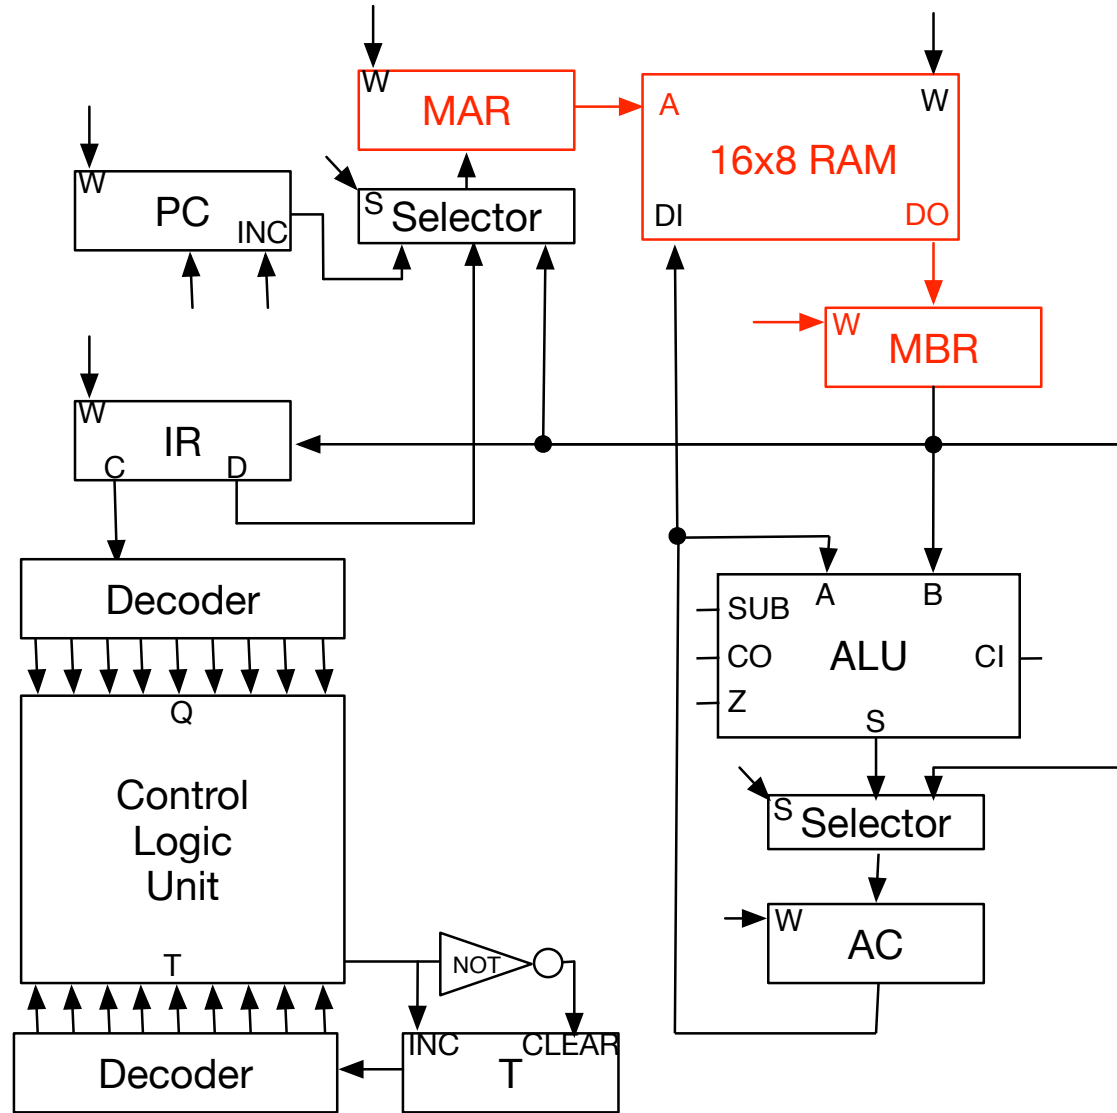 W
MAR
A
W
16x8 RAM
DI
DO
W
PC
INC
S
Selector
W
MBR
W
IR
C
D
Decoder
A
B
SUB
CO
ALU
CI
Z
S
Q
Control
Logic
Unit
T
S
Selector
W
AC
NOT
INC
CLEAR
T
Decoder